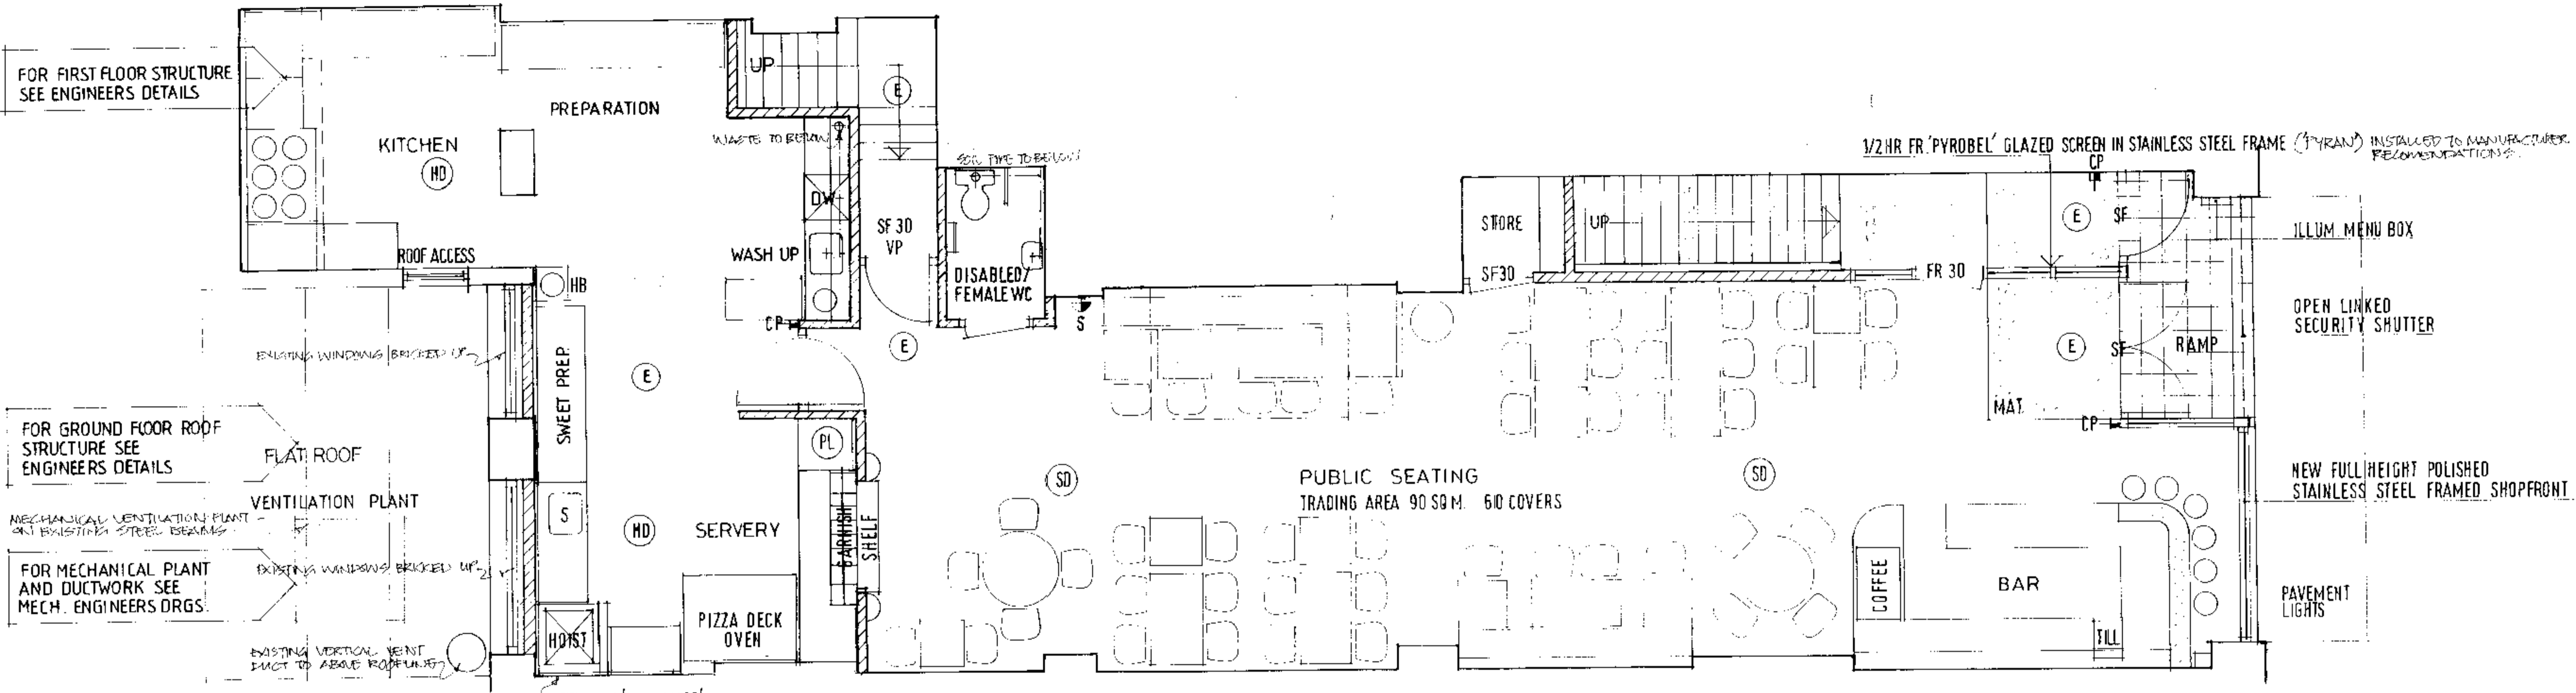 FOR FIRST FLOOR STRUCTURE
SEE ENGINEERS DETAILS
KITCHEN
HD
PREPARATION
UP
E
WASTE TO BELOW
SOIL PIPE TO BELOW
DW
WASH UP
SF 30
VP
DISABLED/
FEMALE WC
ROOF ACCESS
HB
CP
S
E
EXISTING WINDOWS BRICKED UP
SWEET PREP.
E
FOR GROUND FLOOR ROOF
STRUCTURE SEE
ENGINEERS DETAILS
FLAT ROOF
VENTILATION PLANT
MECHANICAL VENTILATION PLANT
ON EXISTING STEEL BEAMS
FOR MECHANICAL PLANT
AND DUCTWORK SEE
MECH. ENGINEERS DRGS.
EXISTING WINDOWS BRICKED UP
EXISTING VERTICAL VENT
DUCT TO ABOVE ROOFLINE
S
HD
SERVERY
PL
GARNISH
SHELF
HOIST
PIZZA DECK
OVEN
1/2HR FR. 'PYROBEL' GLAZED SCREEN IN STAINLESS STEEL FRAME ('PYRAN') INSTALLED TO MANUFACTURER
RECOMENDATIONS.
CP
STORE
UP
SF30
FR 30
E
SF
ILLUM. MENU BOX
OPEN LINKED
SECURITY SHUTTER
E
SF
RAMP
MAT.
CP
SD
PUBLIC SEATING
TRADING AREA 90 SQ M. 60 COVERS
SD
NEW FULL HEIGHT POLISHED
STAINLESS STEEL FRAMED SHOPFRONT
COFFEE
BAR
TILL
PAVEMENT
LIGHTS